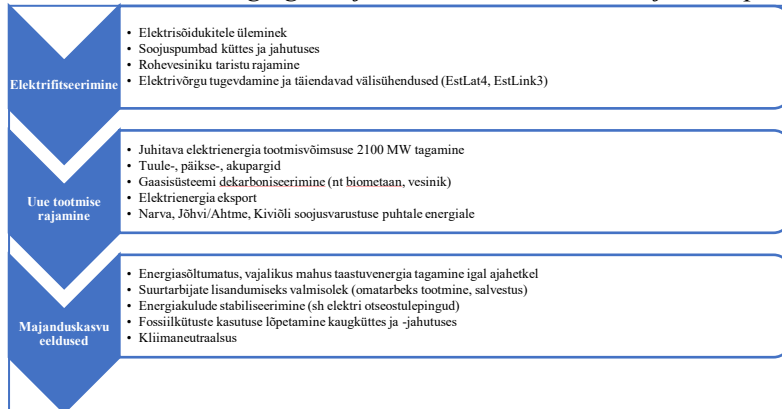 Elektrifitseerimine
• Elektrisõidukitele üleminek
• Soojuspumbad küttes ja jahutuses
• Rohevesiniku taristu rajamine
• Elektrivõrgu tugevdamine ja täiendavad välisühendused (EstLat4, EstLink3)
Uue tootmise
rajamine
• Juhitava elektrienergia tootmisvõimsuse 2100 MW tagamine
• Tuule-, päikse-, akupargid
• Gaasisüsteemi dekarboniseerimine (nt biometaan, vesinik)
• Elektrienergia eksport
• Narva, Jõhvi/Ahtme, Kiviõli soojusvarustuse puhtale energiale
Majanduskasvu
eeldused
• Energiasõltumatus, vajalikus mahus taastuvenergia tagamine igal ajahetkel
• Suurtarbijate lisandumiseks valmisolek (omatarbeks tootmine, salvestus)
• Energiakulude stabiliseerimine (sh elektri otseostulepingud)
• Fossiilkütuste kasutuse lõpetamine kaugküttes ja -jahutuses
• Kliimaneutraalsus